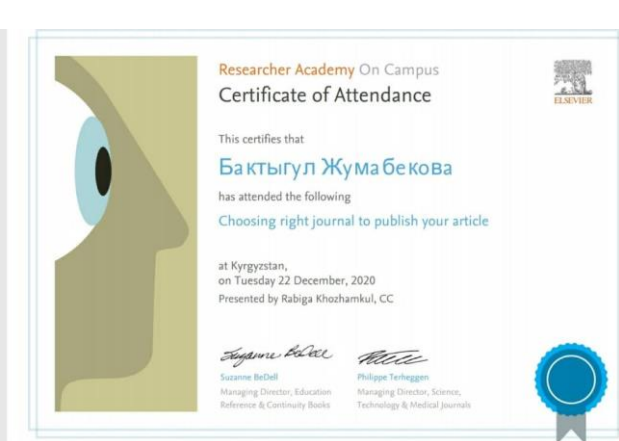 Researcher Academy On Campus
Certificate of Attendance
ELSEVIER
This certifies that
Бактыгул Жумабекова
has attended the following
Choosing right journal to publish your article
at Kyrgyzstan,
on Tuesday 22 December, 2020
Presented by Rabiga Khozhamkul, CC
Suzanne BeDell
Suzanne BeDell
Managing Director, Education
Reference & Continuity Books
Philippe Terheggen
Managing Director, Science,
Technology & Medical Journals